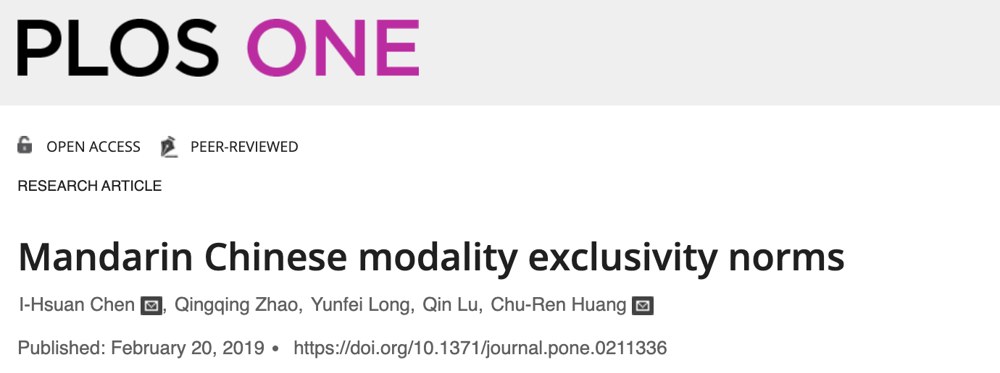 PLOS ONE
OPEN ACCESS PEER-REVIEWED
RESEARCH ARTICLE
Mandarin Chinese modality exclusivity norms
I-Hsuan Chen, Qingqing Zhao, Yunfei Long, Qin Lu, Chu-Ren Huang
Published: February 20, 2019 • https://doi.org/10.1371/journal.pone.0211336